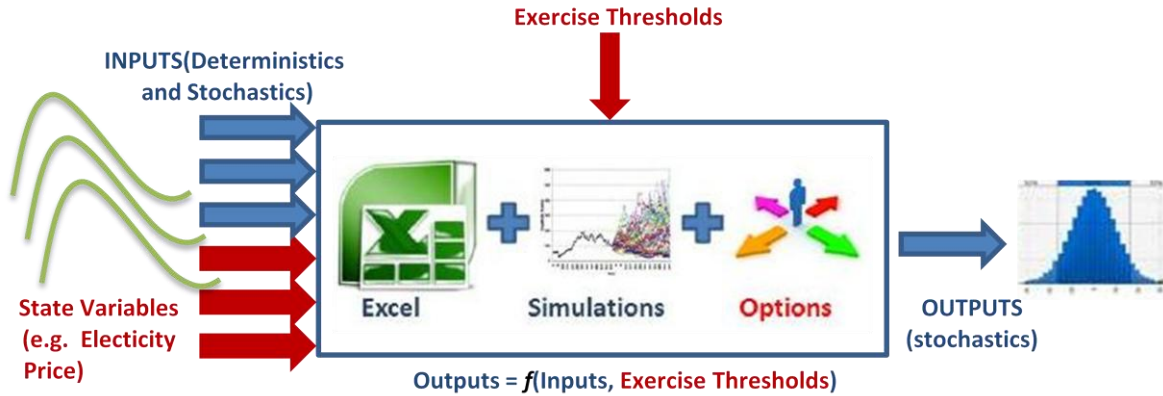 Exercise Thresholds
INPUTS(Deterministics
and Stochastics)
Excel
Simulations
Options
State Variables
(e.g. Electicity
Price)
OUTPUTS
(stochastics)
Outputs = f(Inputs, Exercise Thresholds)